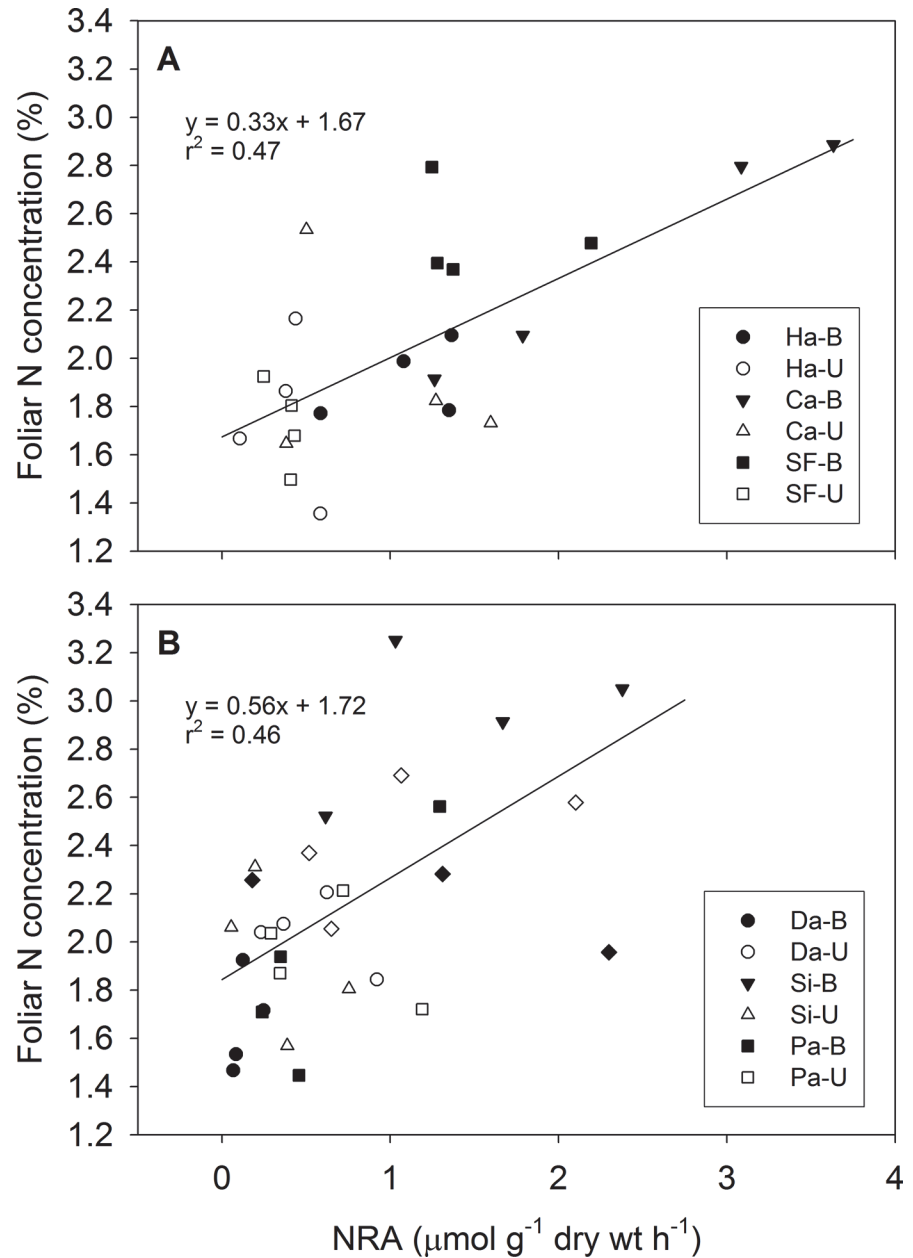 3.4
3.2
3.0
2.8
2.6
2.4
2.2
2.0
1.8
1.6
1.4
1.2
Foliar N concentration (%)
A
y = 0.33x + 1.67
r² = 0.47
Ha-B
Ha-U
Ca-B
Ca-U
SF-B
SF-U
3.4
3.2
3.0
2.8
2.6
2.4
2.2
2.0
1.8
1.6
1.4
1.2
Foliar N concentration (%)
B
y = 0.56x + 1.72
r² = 0.46
Da-B
Da-U
Si-B
Si-U
Pa-B
Pa-U
0 1 2 3 4
NRA (μmol g⁻¹ dry wt h⁻¹)